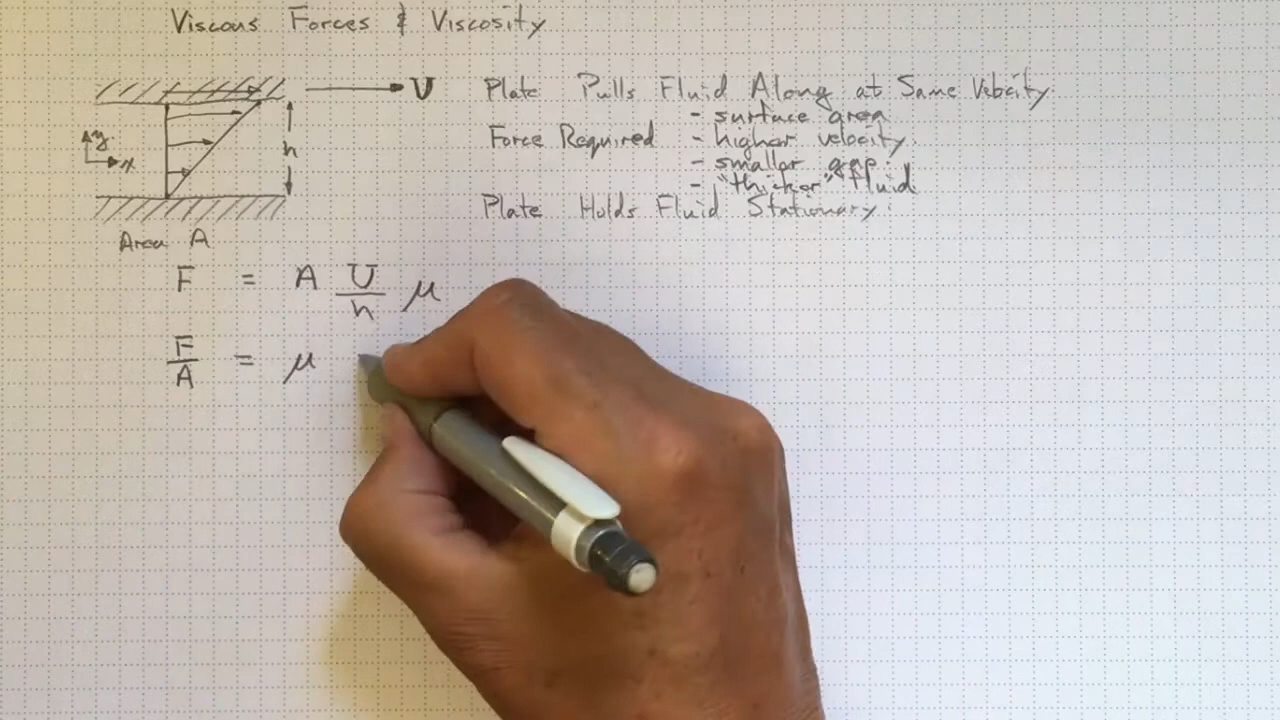 Viscous Forces & Viscosity
U
Plate Pulls Fluid Along at Same Velocity.
- surface area
Force Required - higher velocity.
- smaller gap.
- "thicker" fluid
Plate Holds Fluid Stationary.
y
x
h
Area A
F = A U/h μ
F/A = μ